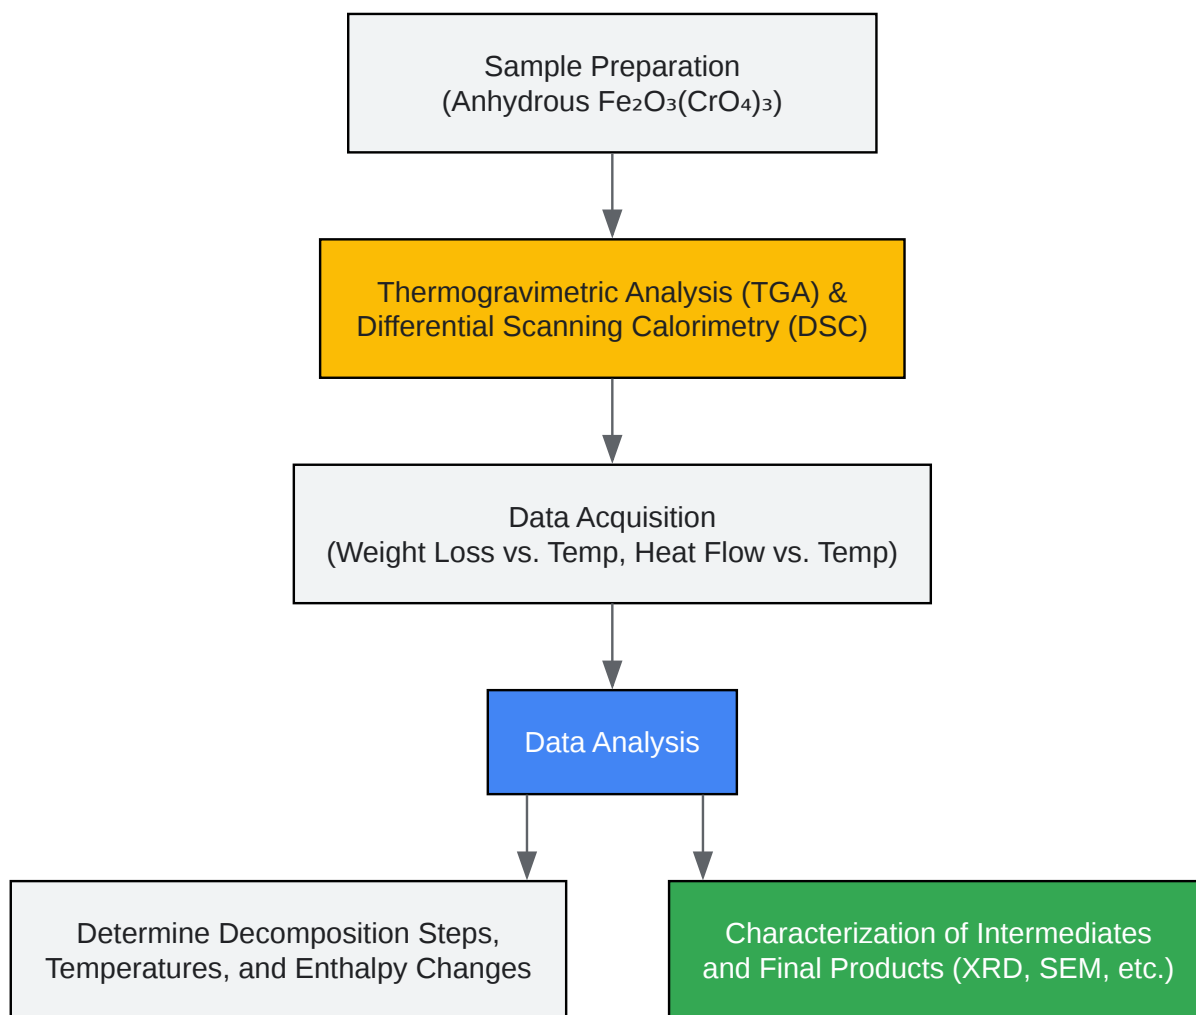 Sample Preparation
(Anhydrous Fe₂O₃(CrO₄)₃)
Thermogravimetric Analysis (TGA) &
Differential Scanning Calorimetry (DSC)
Data Acquisition
(Weight Loss vs. Temp, Heat Flow vs. Temp)
Data Analysis
Determine Decomposition Steps,
Temperatures, and Enthalpy Changes
Characterization of Intermediates
and Final Products (XRD, SEM, etc.)